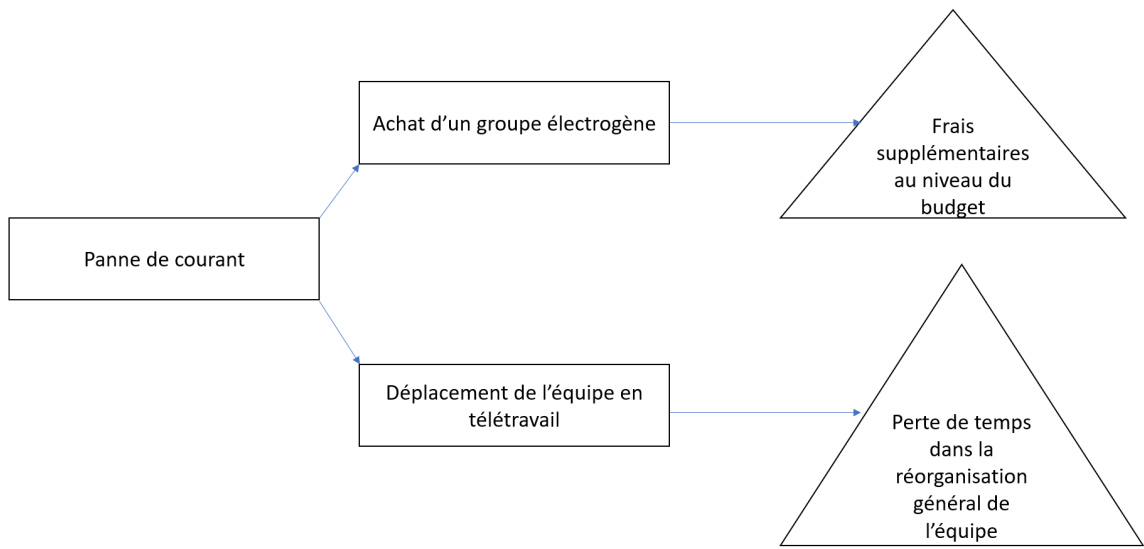 Achat d’un groupe électrogène
Frais
supplémentaires
au niveau du
budget
Panne de courant
Déplacement de l’équipe en
télétravail
Perte de temps
dans la
réorganisation
général de
l’équipe